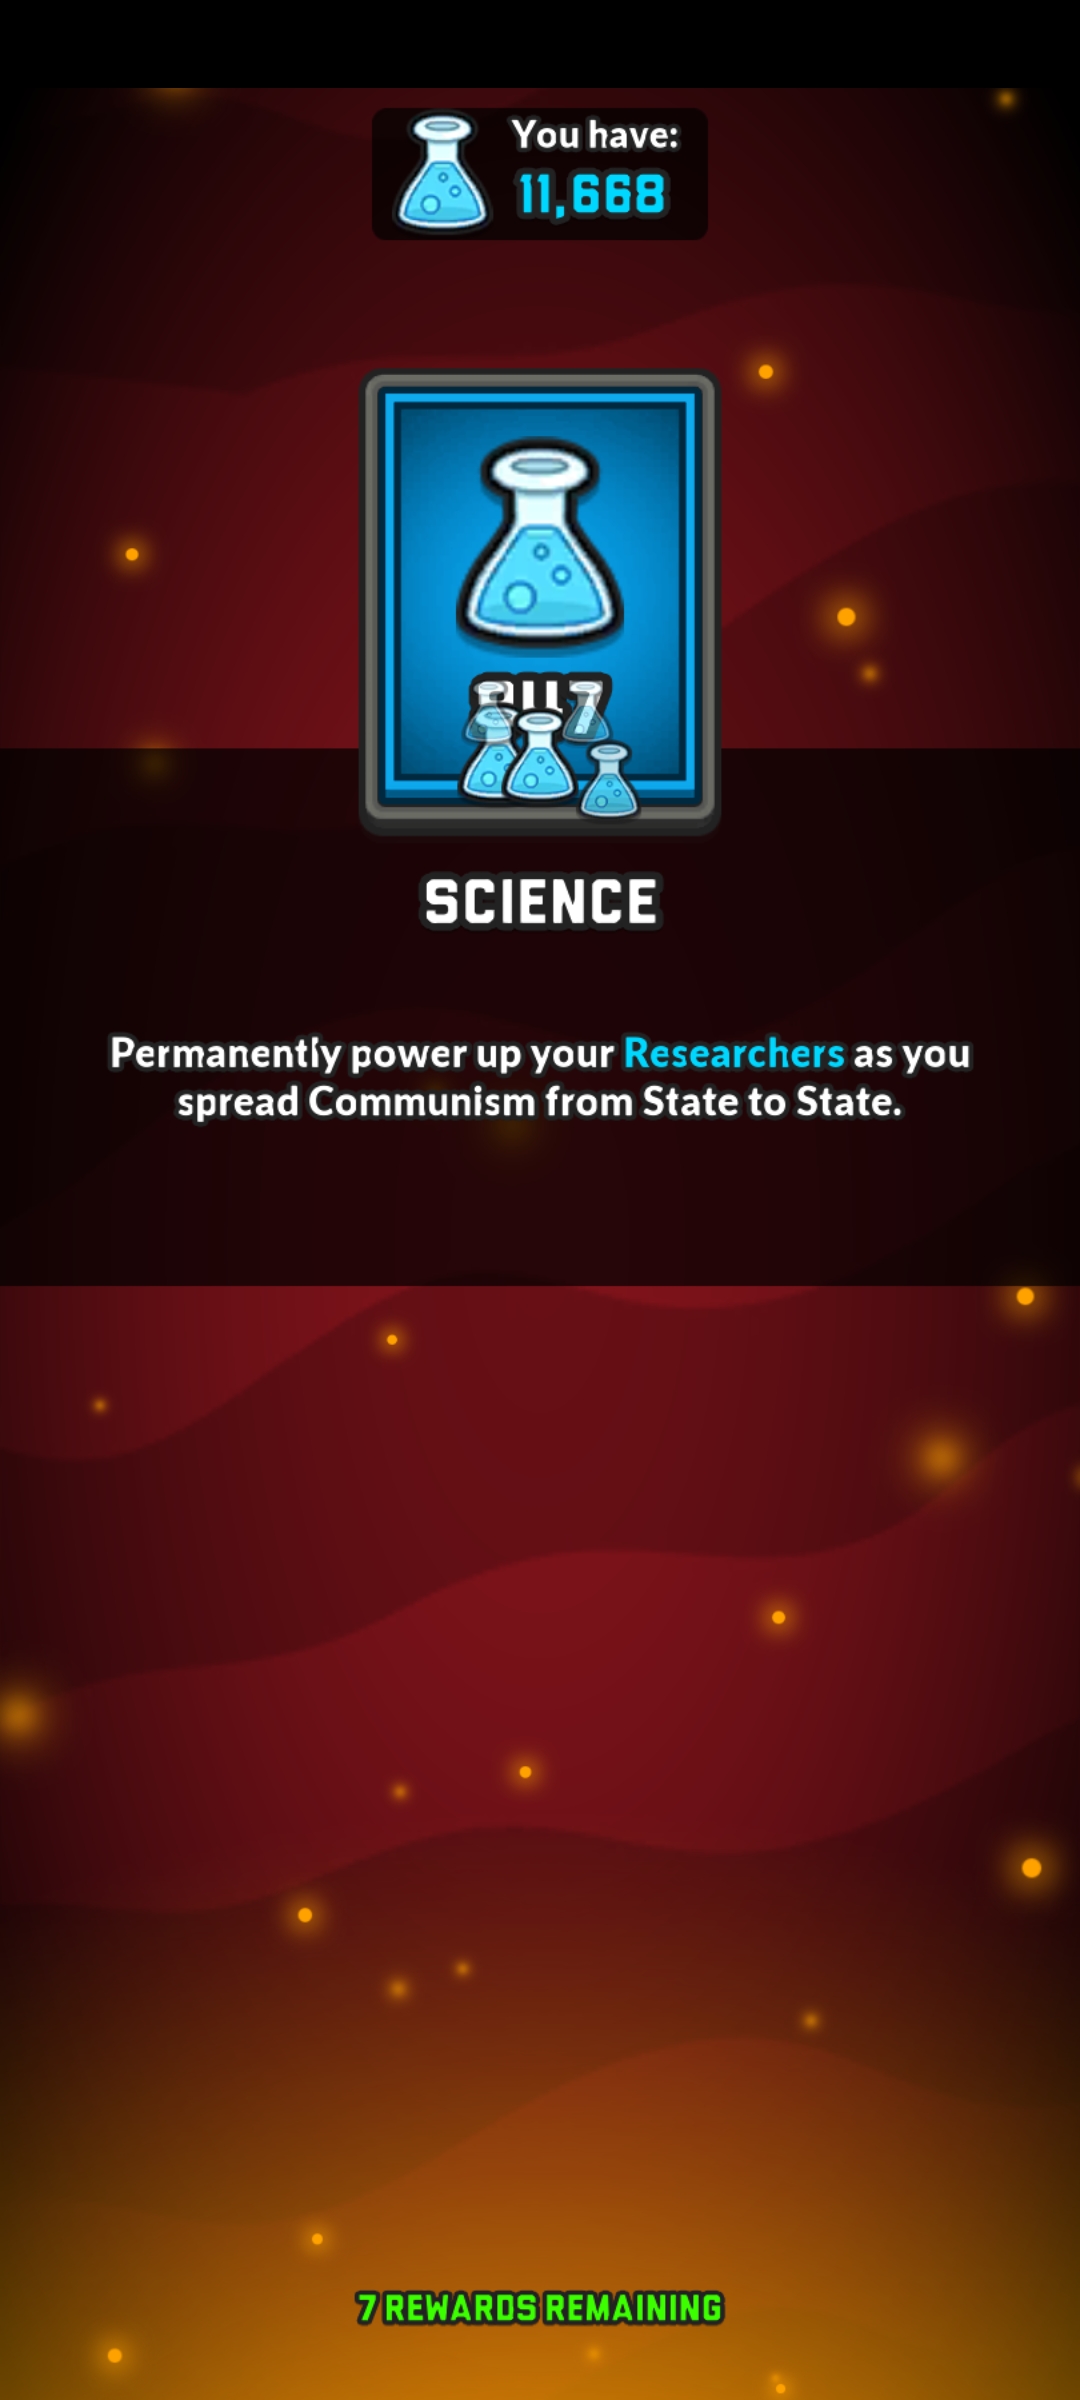 You have:
11,668
SCIENCE
Permanently power up your Researchers as you
spread Communism from State to State.
7 REWARDS REMAINING